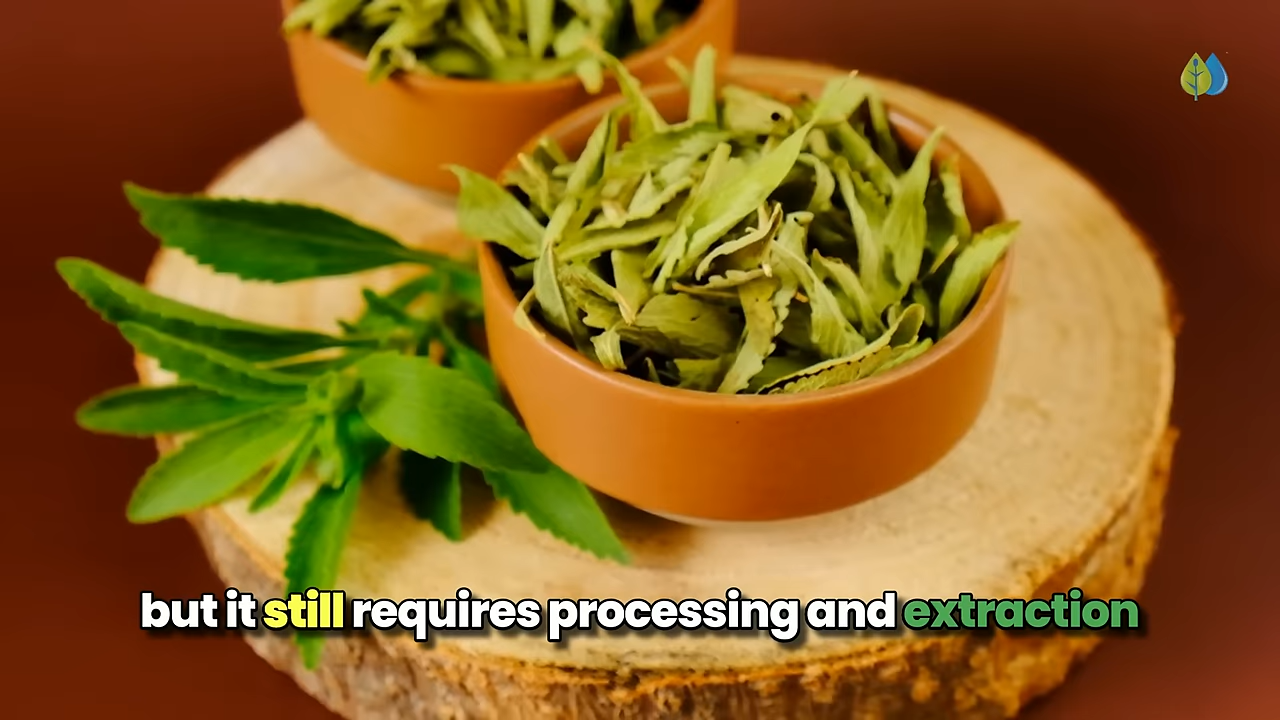 but it still requires processing and extraction